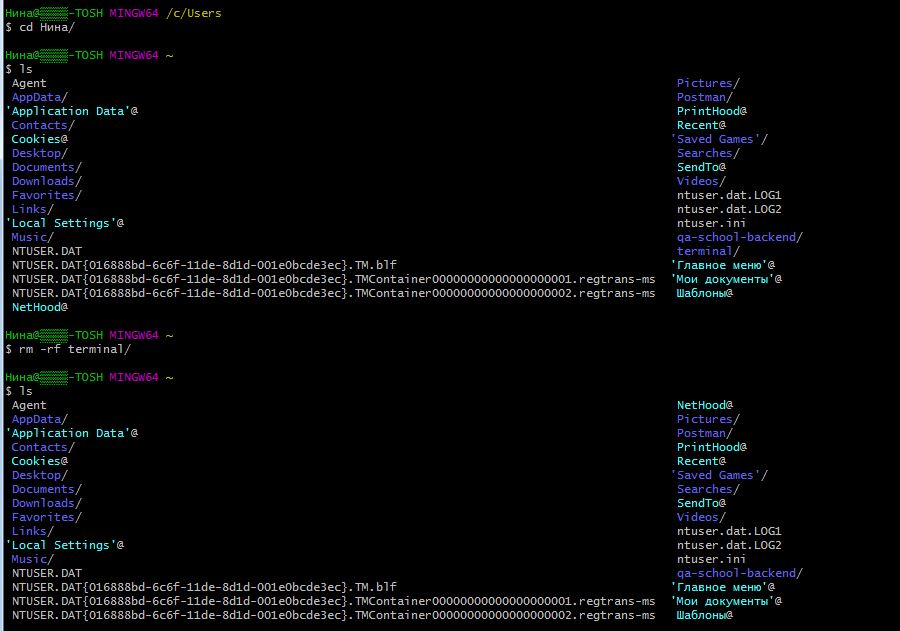 Нина@▒▒▒▒-TOSH MINGW64 /c/Users
$ cd Нина/
Нина@▒▒▒▒-TOSH MINGW64 ~
$ ls
Agent Pictures/
AppData/ Postman/
'Application Data'@ PrintHood@
Contacts/ Recent@
Cookies@ 'Saved Games'/
Desktop/ Searches/
Documents/ SendTo@
Downloads/ Videos/
Favorites/ ntuser.dat.LOG1
Links/ ntuser.dat.LOG2
'Local Settings'@ ntuser.ini
Music/ qa-school-backend/
NTUSER.DAT terminal/
NTUSER.DAT{016888bd-6c6f-11de-8d1d-001e0bcde3ec}.TM.blf 'Главное меню'@
NTUSER.DAT{016888bd-6c6f-11de-8d1d-001e0bcde3ec}.TMContainer00000000000000000001.regtrans-ms 'Мои документы'@
NTUSER.DAT{016888bd-6c6f-11de-8d1d-001e0bcde3ec}.TMContainer00000000000000000002.regtrans-ms Шаблоны@
NetHood@
Нина@▒▒▒▒-TOSH MINGW64 ~
$ rm -rf terminal/
Нина@▒▒▒▒-TOSH MINGW64 ~
$ ls
Agent NetHood@
AppData/ Pictures/
'Application Data'@ Postman/
Contacts/ PrintHood@
Cookies@ Recent@
Desktop/ 'Saved Games'/
Documents/ Searches/
Downloads/ SendTo@
Favorites/ Videos/
Links/ ntuser.dat.LOG1
'Local Settings'@ ntuser.dat.LOG2
Music/ ntuser.ini
NTUSER.DAT qa-school-backend/
NTUSER.DAT{016888bd-6c6f-11de-8d1d-001e0bcde3ec}.TM.blf 'Главное меню'@
NTUSER.DAT{016888bd-6c6f-11de-8d1d-001e0bcde3ec}.TMContainer00000000000000000001.regtrans-ms 'Мои документы'@
NTUSER.DAT{016888bd-6c6f-11de-8d1d-001e0bcde3ec}.TMContainer00000000000000000002.regtrans-ms Шаблоны@